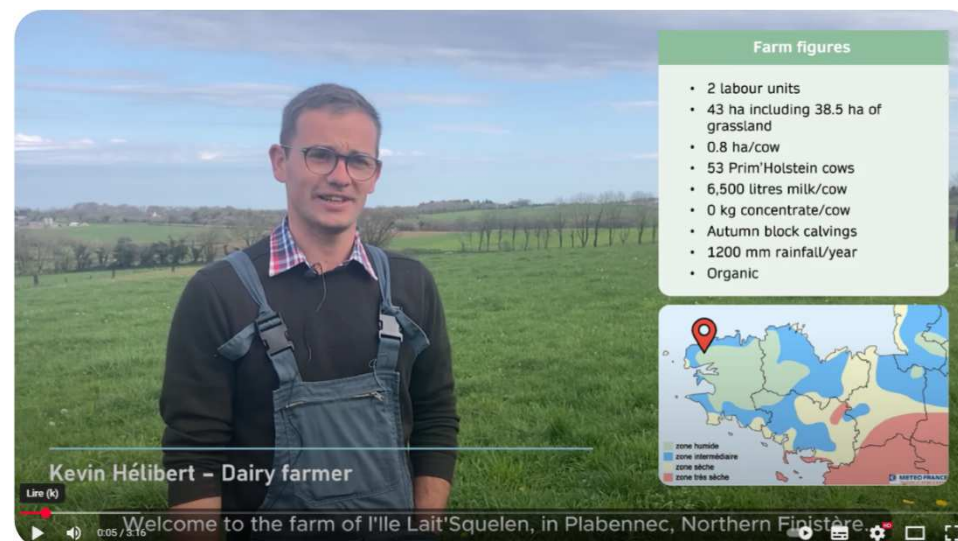 Farm figures
• 2 labour units
• 43 ha including 38.5 ha of
grassland
• 0.8 ha/cow
• 53 Prim'Holstein cows
• 6,500 litres milk/cow
• 0 kg concentrate/cow
• Autumn block calvings
• 1200 mm rainfall/year
• Organic
zone humide
zone intermédiaire
zone sèche
zone très sèche
METEO FRANCE
Kevin Hélibert – Dairy farmer
Lire (k)
0:05 / 3:16
Welcome to the farm of l'Ile Lait'Squelen, in Plabennec, Northern Finistère.
HD